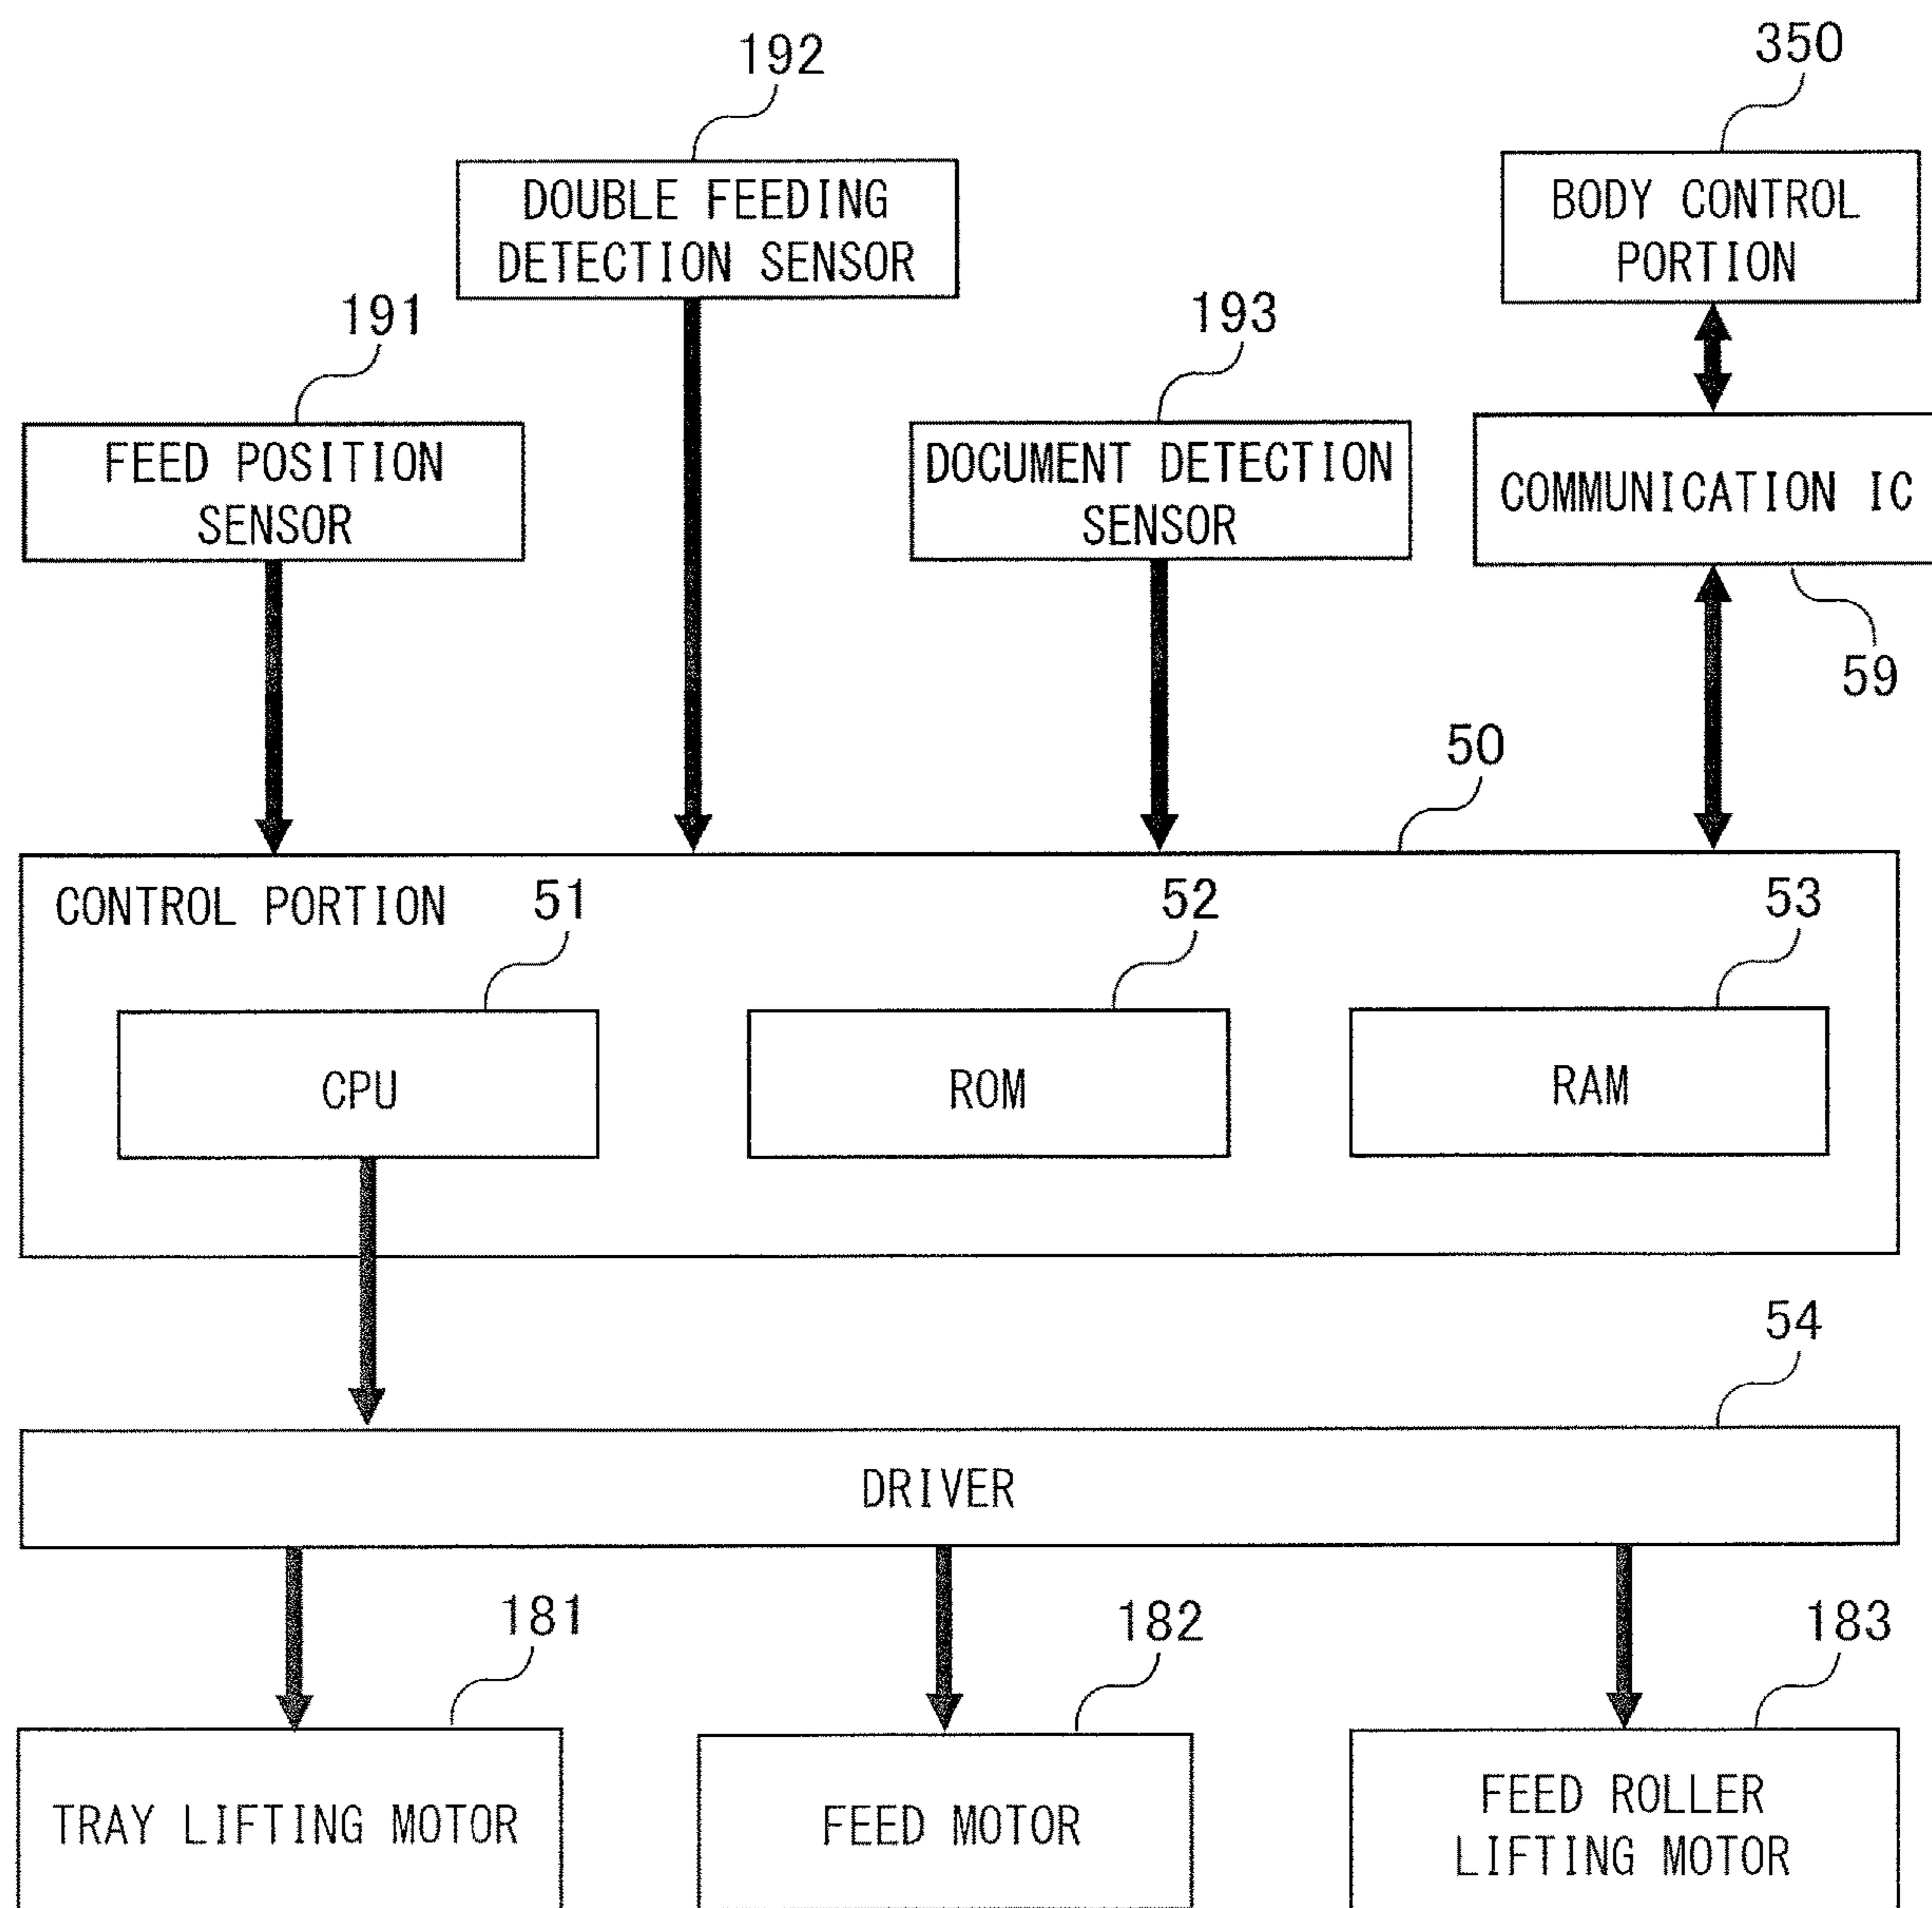 350
192
BODY CONTROL
PORTION
DOUBLE FEEDING
DETECTION SENSOR
191
193
FEED POSITION
SENSOR
DOCUMENT DETECTION
SENSOR
COMMUNICATION IC
59
50
CONTROL PORTION
51
52
53
CPU
ROM
RAM
54
DRIVER
181
182
183
TRAY LIFTING MOTOR
FEED MOTOR
FEED ROLLER
LIFTING MOTOR